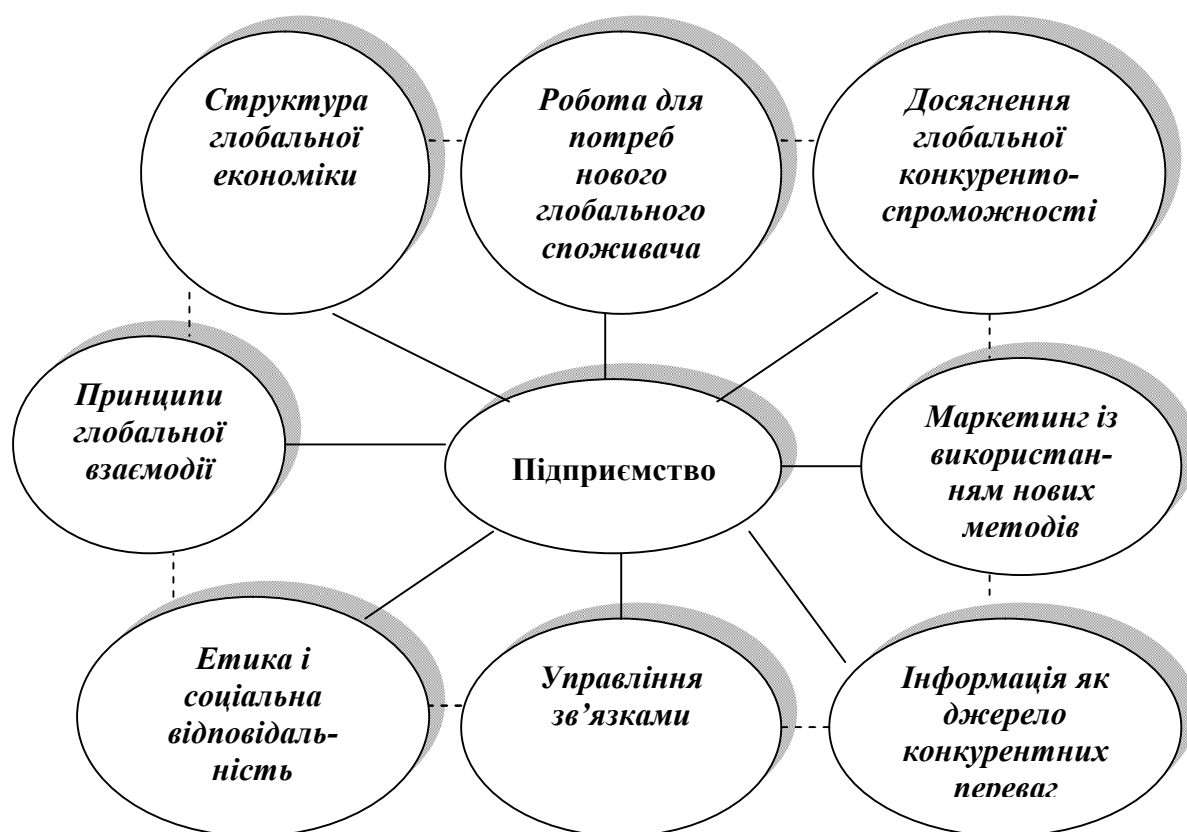 Структура
глобальної
економіки
Робота для
потреб
нового
глобального
споживача
Досягнення
глобальної
конкуренто-
спроможності
Принципи
глобальної
взаємодії
Підприємство
Маркетинг із
використан-
ням нових
методів
Етика і
соціальна
відповідаль-
ність
Управління
зв’язками
Інформація як
джерело
конкурентних
переваг